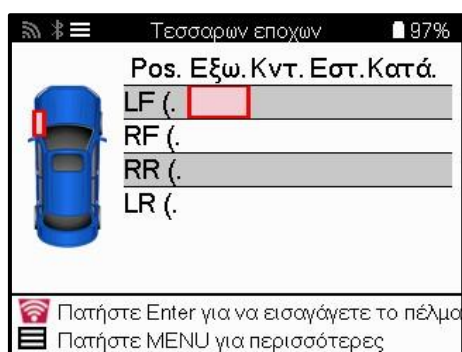 Τεσσαρων εποχων 97%
Pos. Εξω. Κντ. Εστ. Κατά.
LF (.
RF (.
RR (.
LR (.
Πατήστε Enter για να εισαγάγετε το πέλμα
Πατήστε MENU για περισσότερες